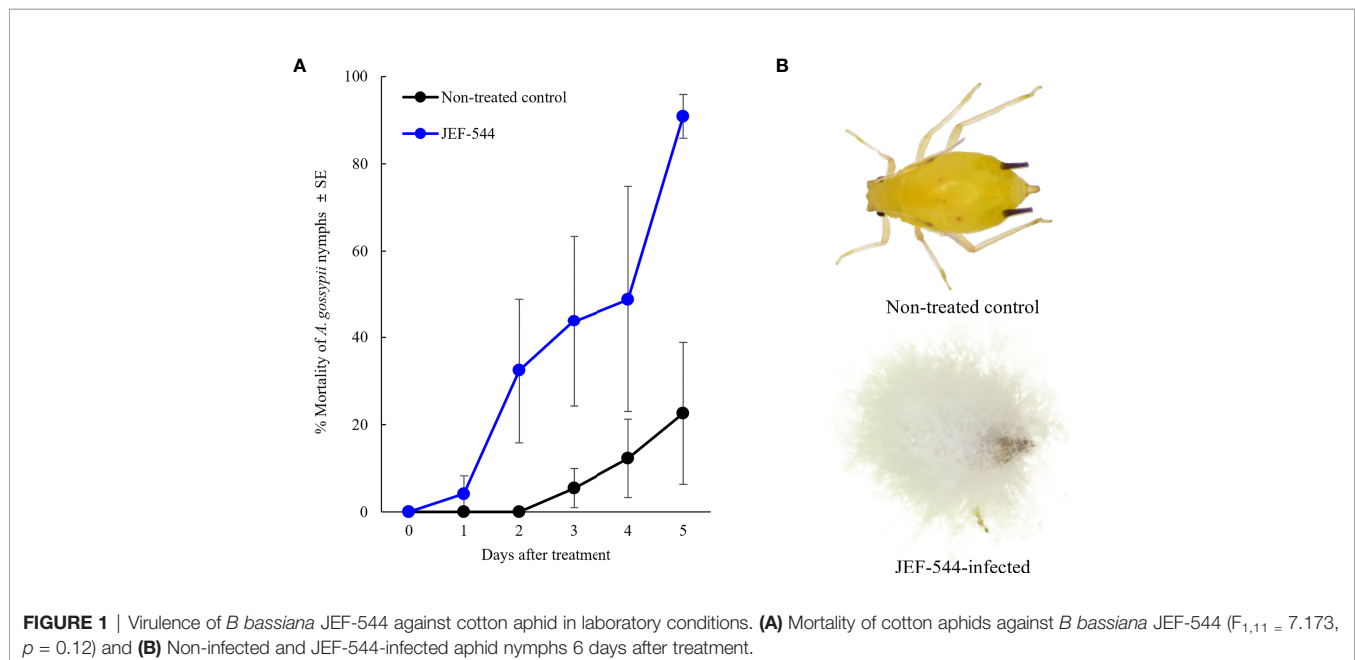 A
B
100
80
60
40
20
0
% Mortality of A. gossypii nymphs ± SE
Non-treated control
JEF-544
0 1 2 3 4 5
Days after treatment
Non-treated control
JEF-544-infected
FIGURE 1 | Virulence of B bassiana JEF-544 against cotton aphid in laboratory conditions. (A) Mortality of cotton aphids against B bassiana JEF-544 (F1,11 = 7.173,
p = 0.12) and (B) Non-infected and JEF-544-infected aphid nymphs 6 days after treatment.